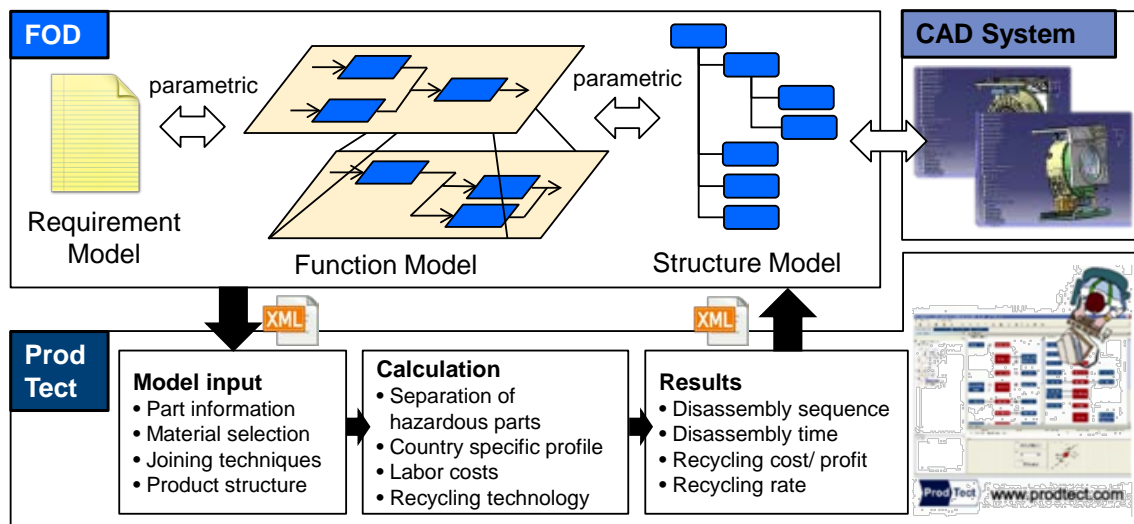 FOD
CAD System
parametric
parametric
Requirement
Model
Function Model
Structure Model
XML
XML
Prod
Tect
Model input
• Part information
• Material selection
• Joining techniques
• Product structure
Calculation
• Separation of
hazardous parts
• Country specific profile
• Labor costs
• Recycling technology
Results
• Disassembly sequence
• Disassembly time
• Recycling cost/ profit
• Recycling rate
Prod Tect www.prodtect.com